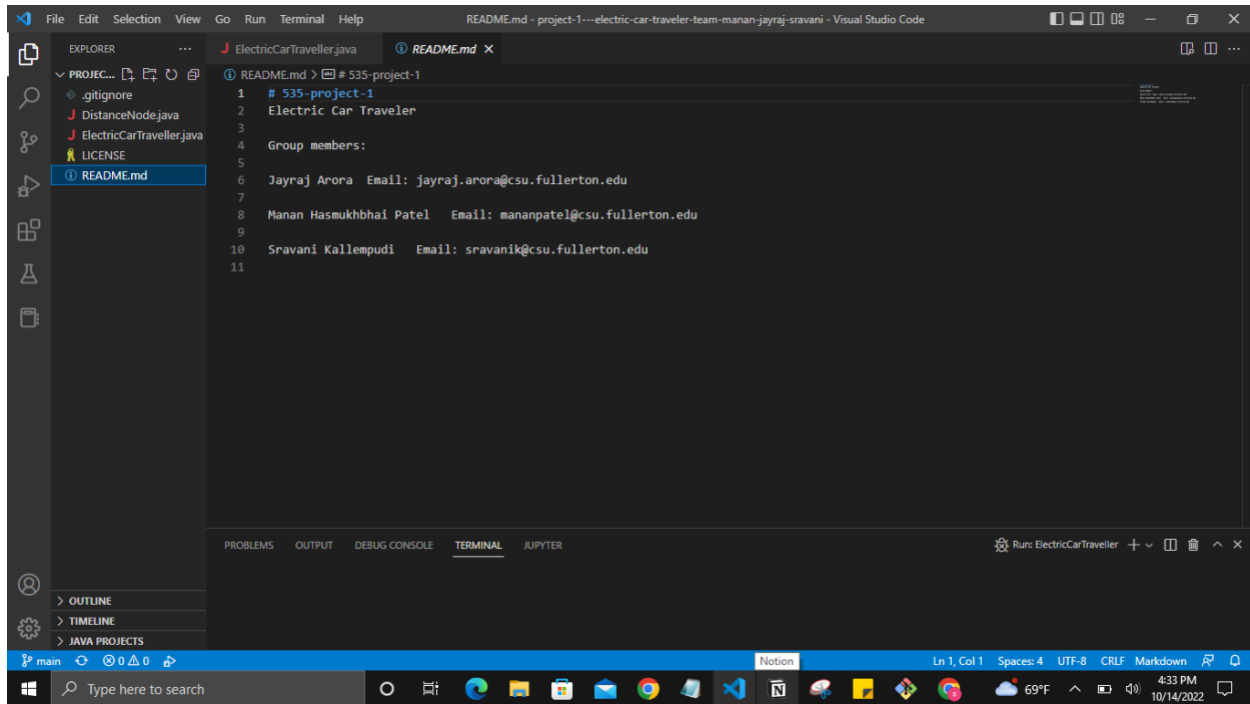 File Edit Selection View Go Run Terminal Help README.md - project-1---electric-car-traveler-team-manan-jayraj-sravani - Visual Studio Code
EXPLORER ··· ElectricCarTraveller.java README.md
PROJEC... README.md > # 535-project-1
.gitignore
DistanceNode.java
ElectricCarTraveller.java
LICENSE
README.md
1 # 535-project-1
2 Electric Car Traveler
3
4 Group members:
5
6 Jayraj Arora  Email: jayraj.arora@csu.fullerton.edu
7
8 Manan Hasmukhbhai Patel   Email: mananpatel@csu.fullerton.edu
9
10 Sravani Kallempudi   Email: sravanik@csu.fullerton.edu
11
PROBLEMS OUTPUT DEBUG CONSOLE TERMINAL JUPYTER Run: ElectricCarTraveller
OUTLINE
TIMELINE
JAVA PROJECTS
main 0 0 Ln 1, Col 1 Spaces: 4 UTF-8 CRLF Markdown
Notion
Type here to search 69°F 4:33 PM
10/14/2022